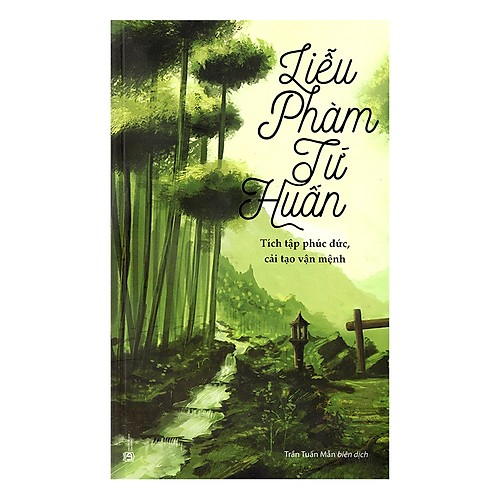 Liễu
Phàm
Tứ
Huấn
Tích tập phúc đức,
cải tạo vận mệnh
Trần Tuấn Mẫn biên dịch